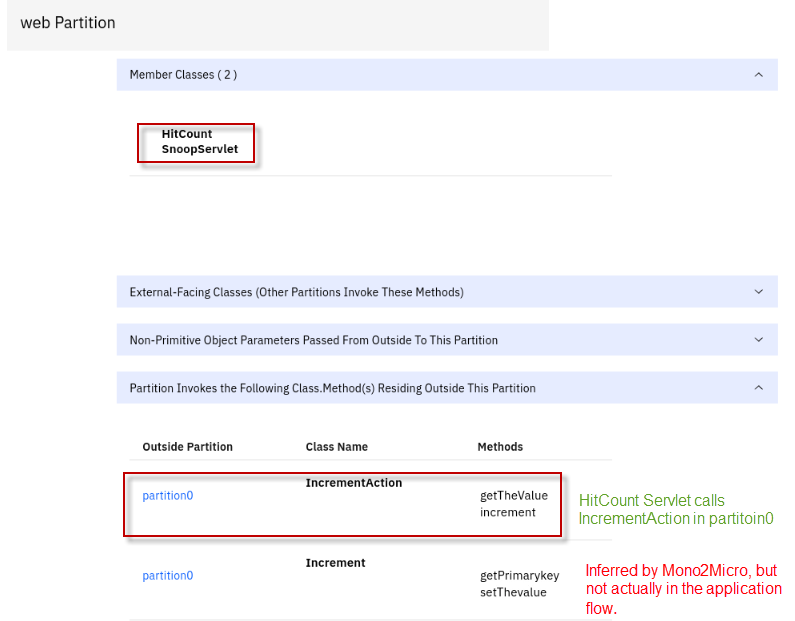 web Partition
Member Classes ( 2 )
HitCount
SnoopServlet
External-Facing Classes (Other Partitions Invoke These Methods)
Non-Primitive Object Parameters Passed From Outside To This Partition
Partition Invokes the Following Class.Method(s) Residing Outside This Partition
Outside Partition Class Name Methods
IncrementAction
partition0 getTheValue
increment
HitCount Servlet calls
IncrementAction in partitoin0
Increment
partition0 getPrimarykey
setThevalue
Inferred by Mono2Micro, but
not actually in the application
flow.